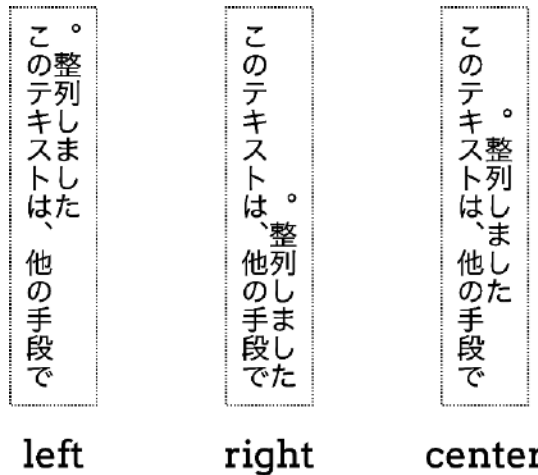 このテキストは、他の手段で
。整列しました
left
このテキストは、他の手段で
。整列しました
right
このテキストは、他の手段で
。整列しました
center